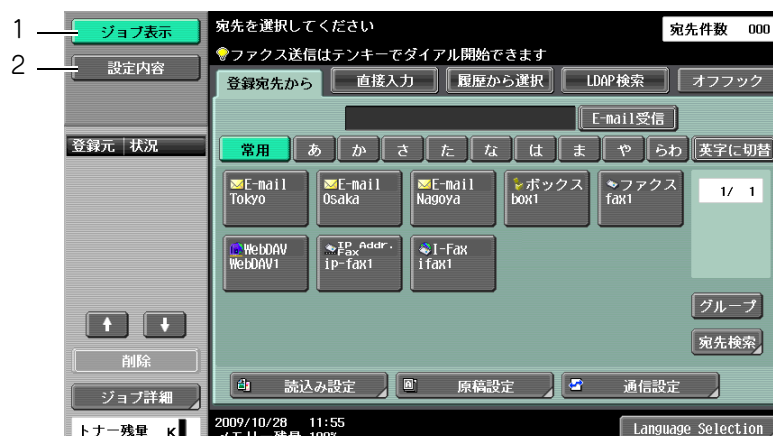 1
ジョブ表示
2
設定内容
登録元 状況
削除
ジョブ詳細
トナー残量 K
宛先を選択してください
宛先件数 000
ファクス送信はテンキーでダイアル開始できます
登録宛先から 直接入力 履歴から選択 LDAP検索 オフフック
E-mail受信
常用 あ か さ た な は ま や らわ 英字に切替
E-mail Tokyo
E-mail Osaka
E-mail Nagoya
ボックス box1
ファクス fax1
1/ 1
WebDAV WebDAV1
IP Addr. Fax ip-fax1
I-Fax ifax1
グループ
宛先検索
読込み設定 原稿設定 通信設定
2009/10/28 11:55
メモリー残量 100%
Language Selection